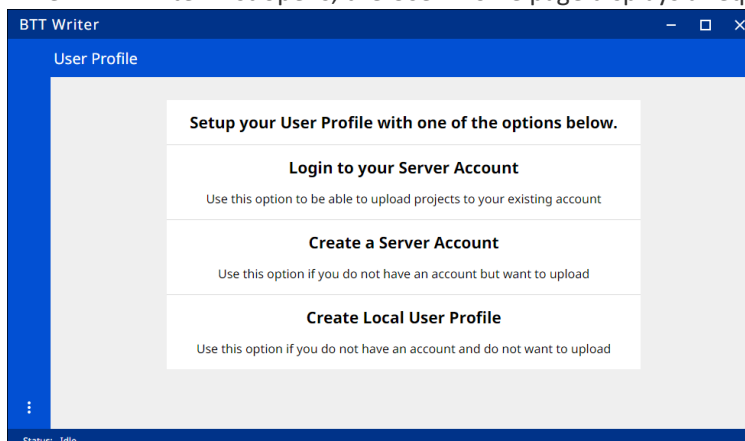 BTT Writer
User Profile
Setup your User Profile with one of the options below.
Login to your Server Account
Use this option to be able to upload projects to your existing account
Create a Server Account
Use this option if you do not have an account but want to upload
Create Local User Profile
Use this option if you do not have an account and do not want to upload
Status: Idle